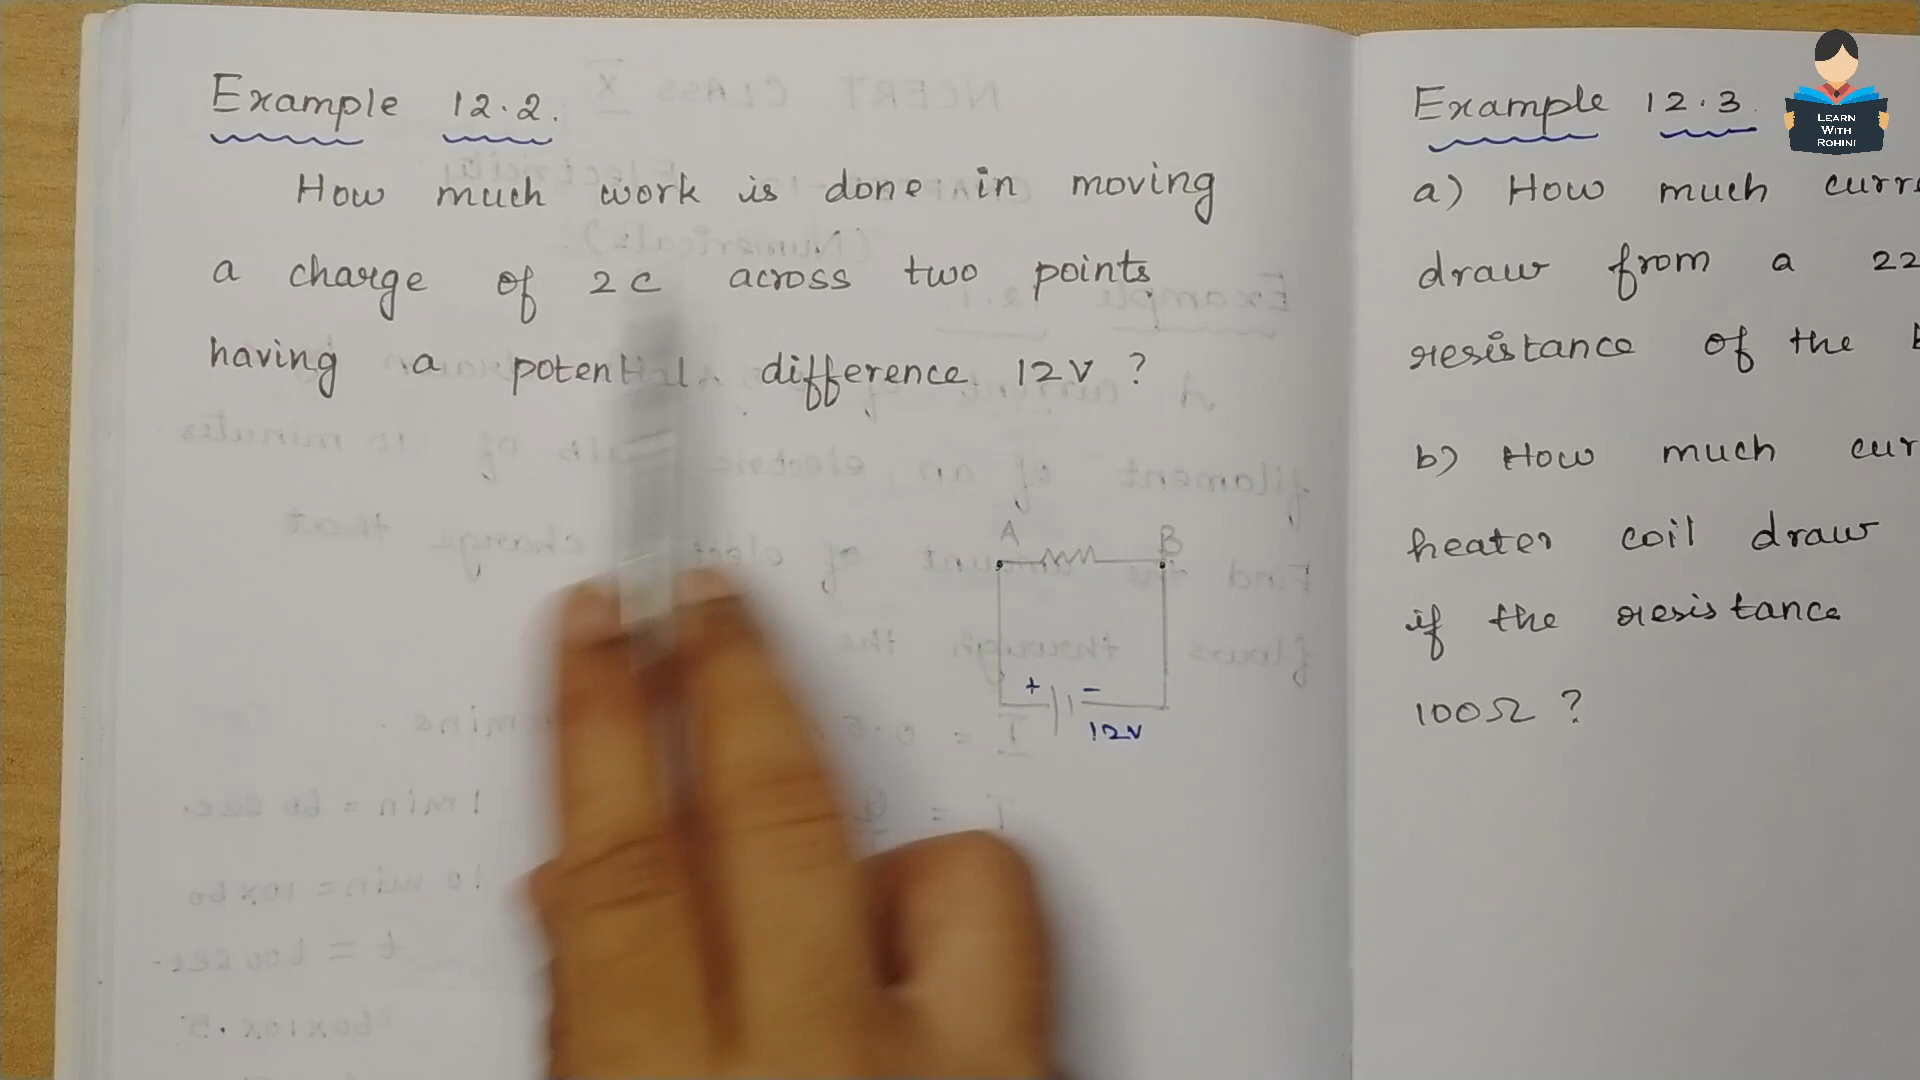 Example 12.2.
How much work is done in moving
a charge of 2C across two points
having a potential difference 12V ?
A B
+ -
12V
Example 12.3.
a) How much curre
draw from a 22
resistance of the b
b) How much cur
heater coil draw
if the resistance
100Ω ?
LEARN
WITH
ROHINI